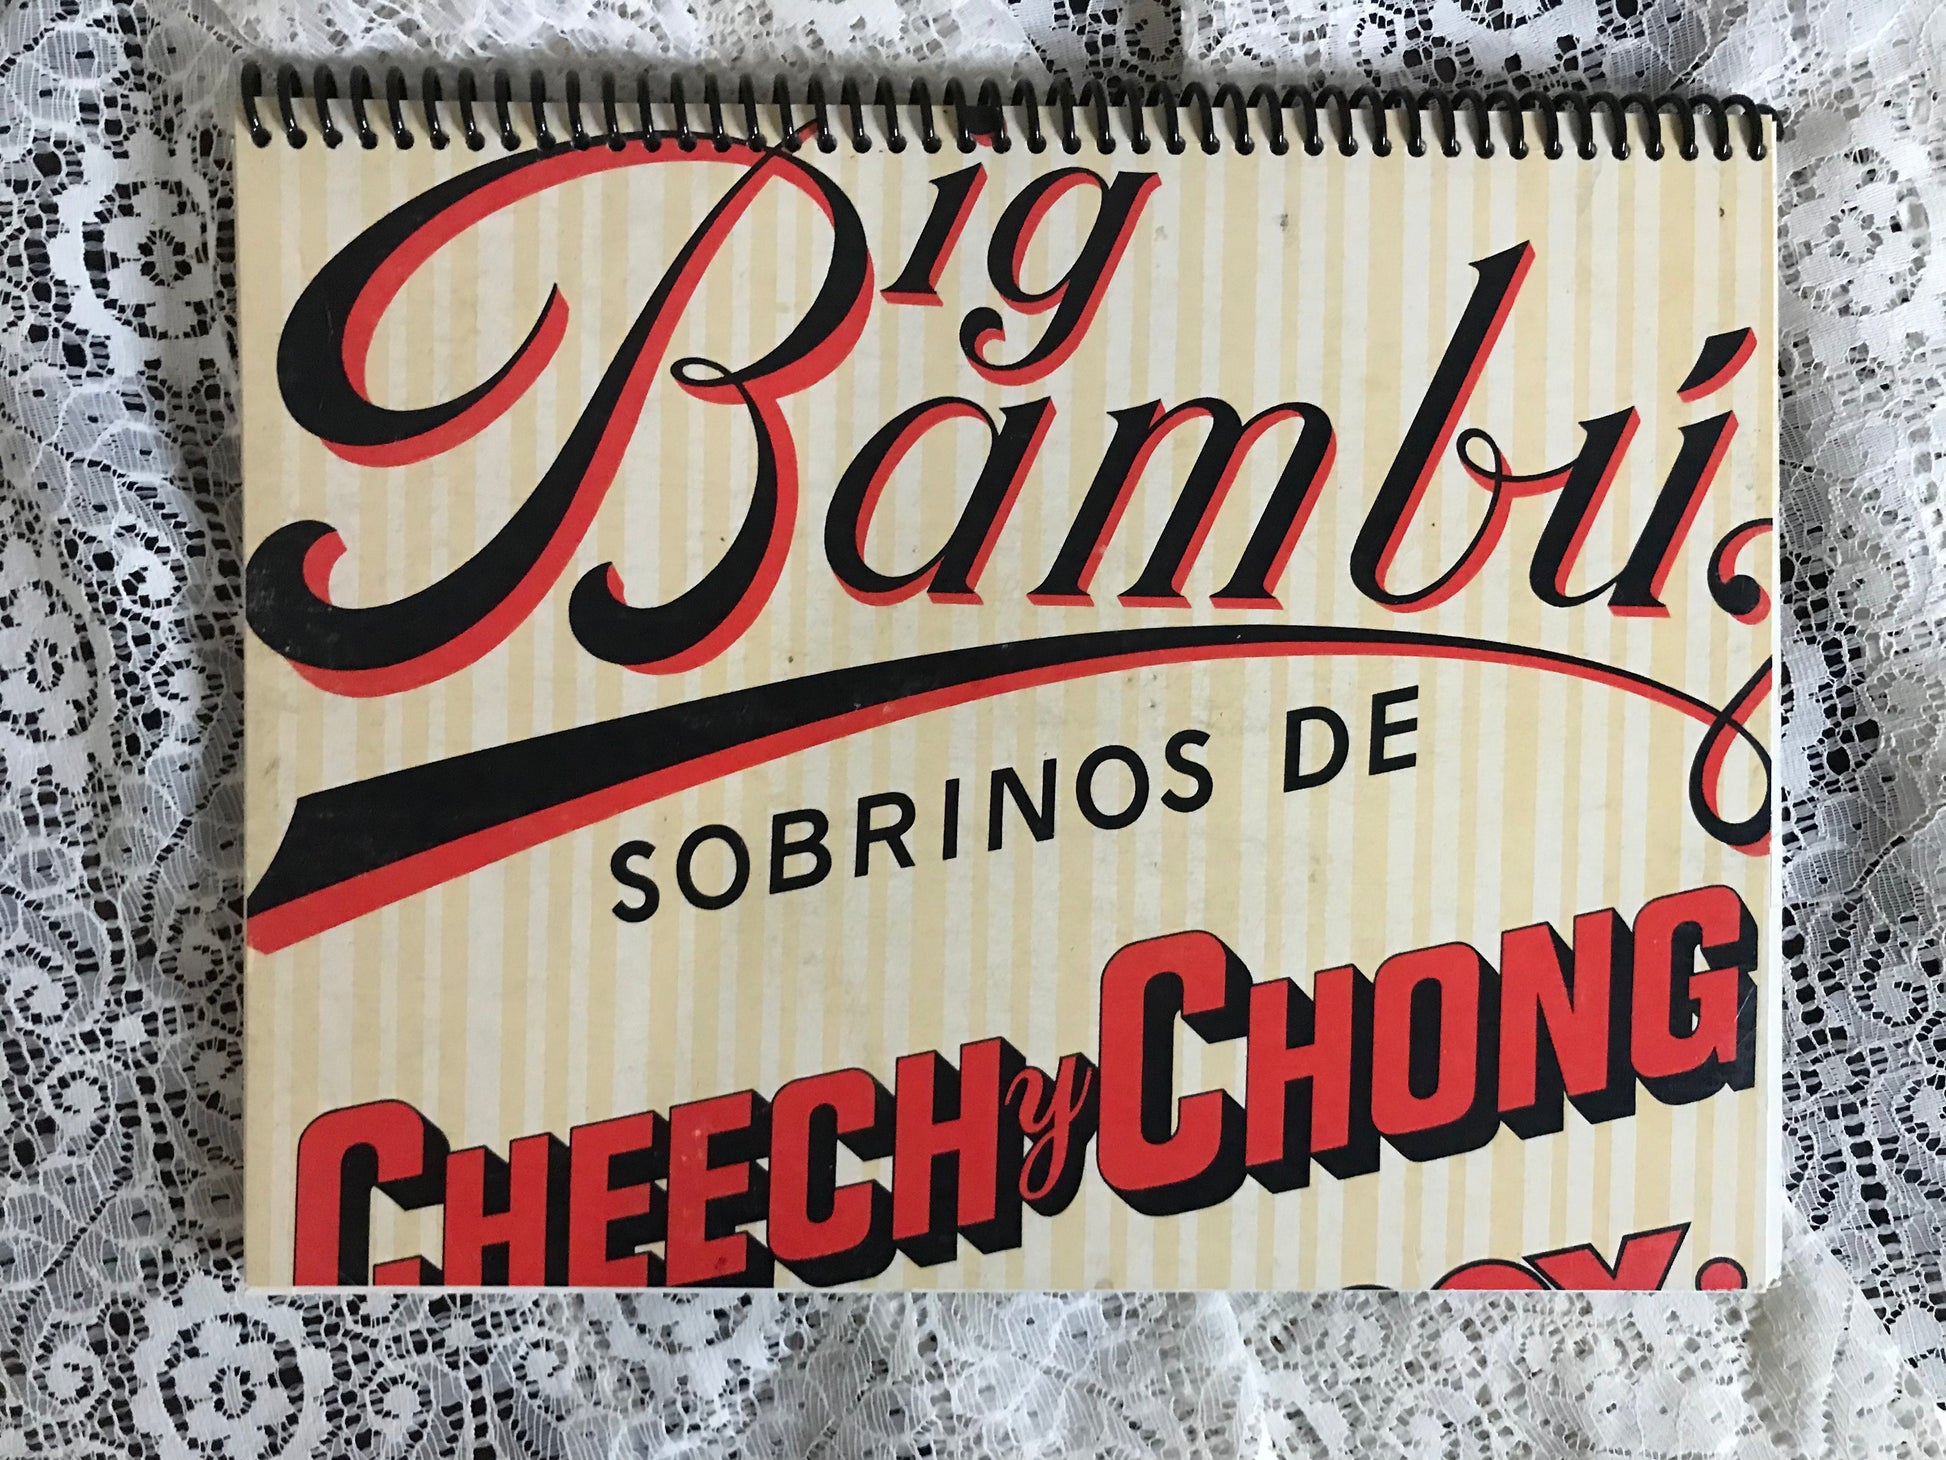 Big
Bambú
SOBRINOS DE
CHEECH y CHONG